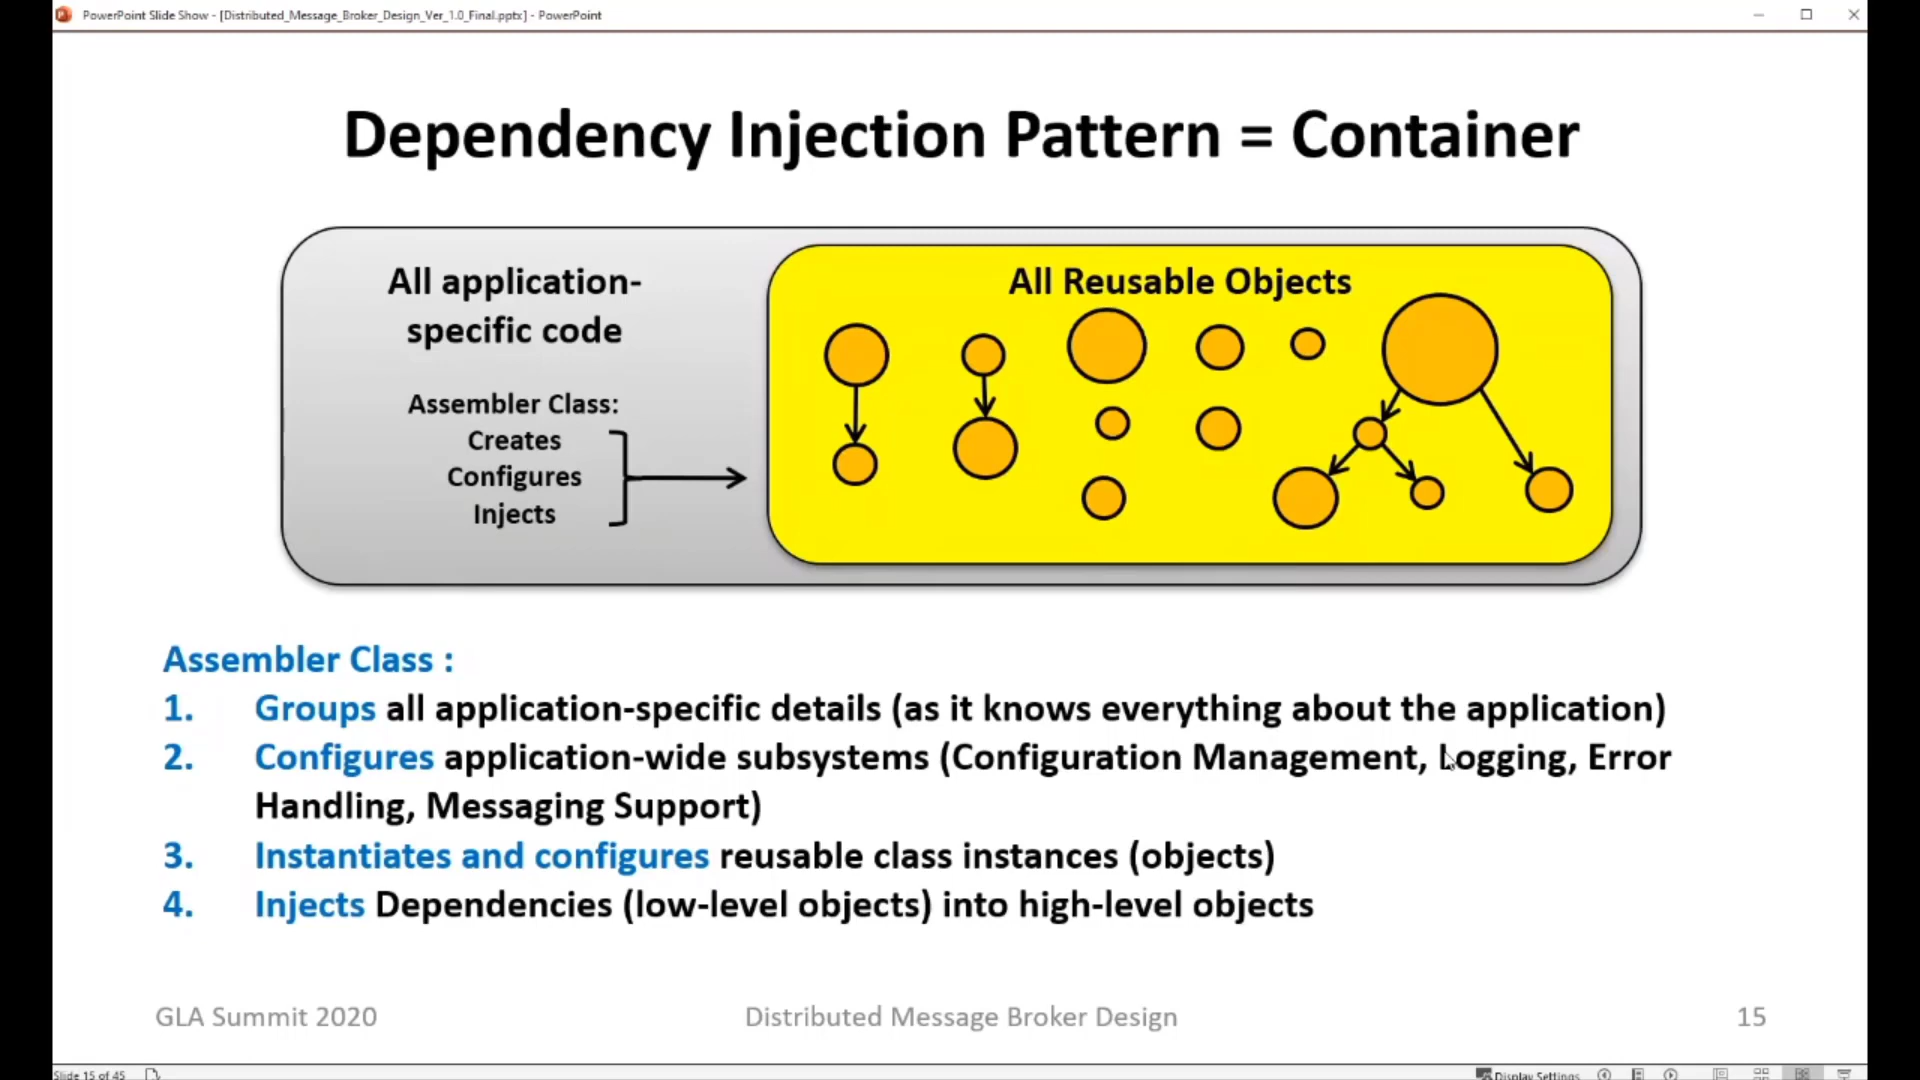 PowerPoint Slide Show - [Distributed_Message_Broker_Design_Ver_1.0_Final.pptx] - PowerPoint
Dependency Injection Pattern = Container
All application-
specific code
Assembler Class:
Creates
Configures
Injects
All Reusable Objects
Assembler Class :
1. Groups all application-specific details (as it knows everything about the application)
2. Configures application-wide subsystems (Configuration Management, Logging, Error
Handling, Messaging Support)
3. Instantiates and configures reusable class instances (objects)
4. Injects Dependencies (low-level objects) into high-level objects
GLA Summit 2020
Distributed Message Broker Design
15
Slide 15 of 45
Display Settings